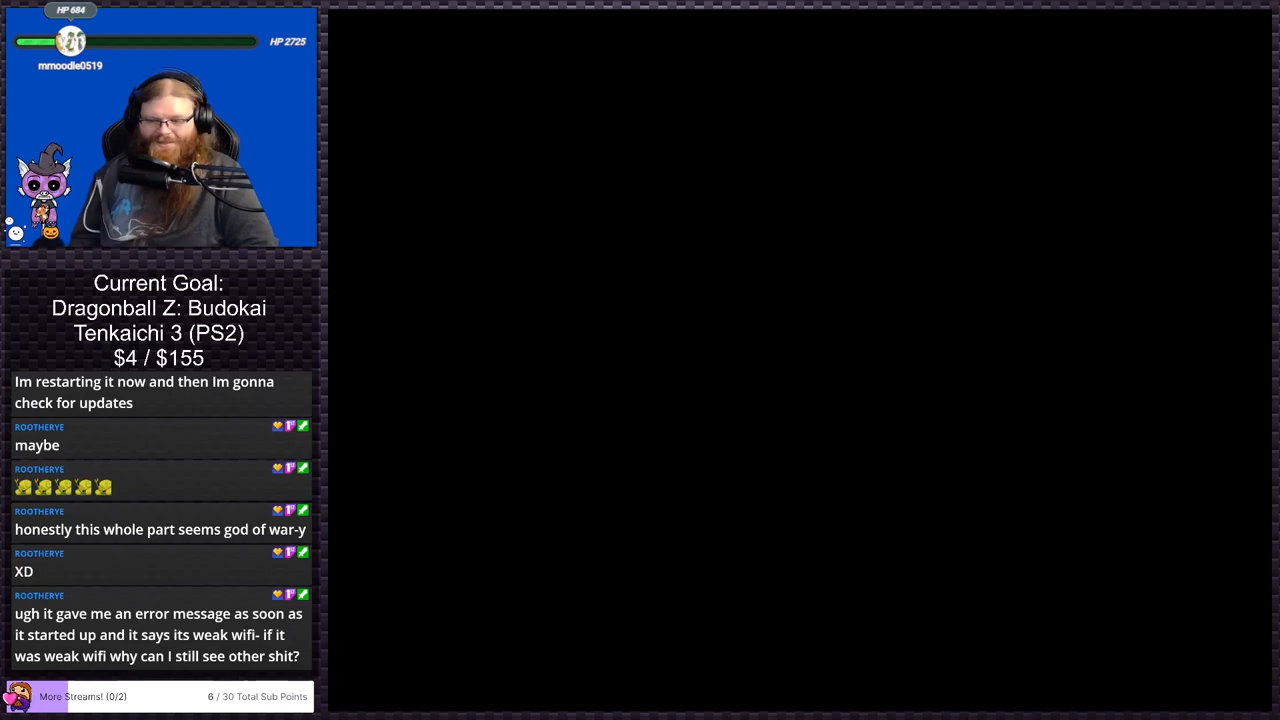 HP 684
HP 2725
mmoodle0519
Current Goal:
Dragonball Z: Budokai
Tenkaichi 3 (PS2)
$4 / $155
Im restarting it now and then Im gonna
check for updates
ROOTHERYE
maybe
ROOTHERYE
ROOTHERYE
honestly this whole part seems god of war-y
ROOTHERYE
XD
ROOTHERYE
ugh it gave me an error message as soon as
it started up and it says its weak wifi- if it
was weak wifi why can I still see other shit?
More Streams! (0/2)
6 / 30 Total Sub Points